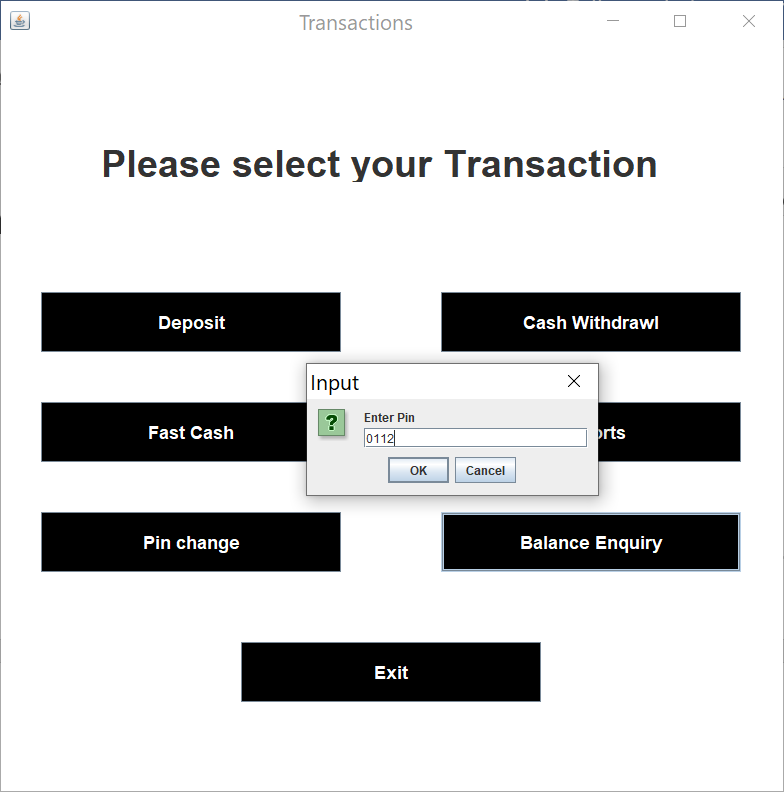 Transactions
Please select your Transaction
Deposit
Cash Withdrawl
Input
Enter Pin
?
0112
OK
Cancel
Fast Cash
Pin change
Balance Enquiry
Exit